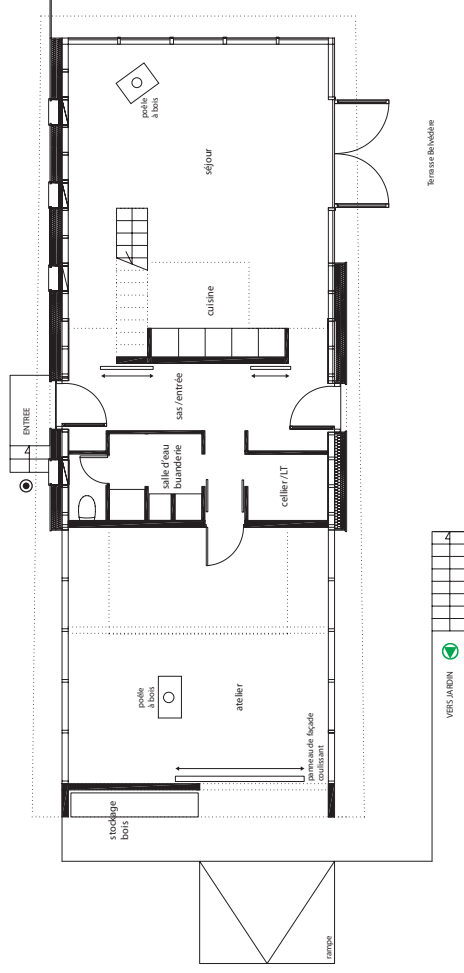 poêle
à bois
séjour
Terrasse Belvédère
cuisine
ENTREE
sas/entrée
salle d'eau
buanderie
cellier/LT
VERS JARDIN
poêle
à bois
atelier
panneau de façade
coulissant
stockage
bois
rampe